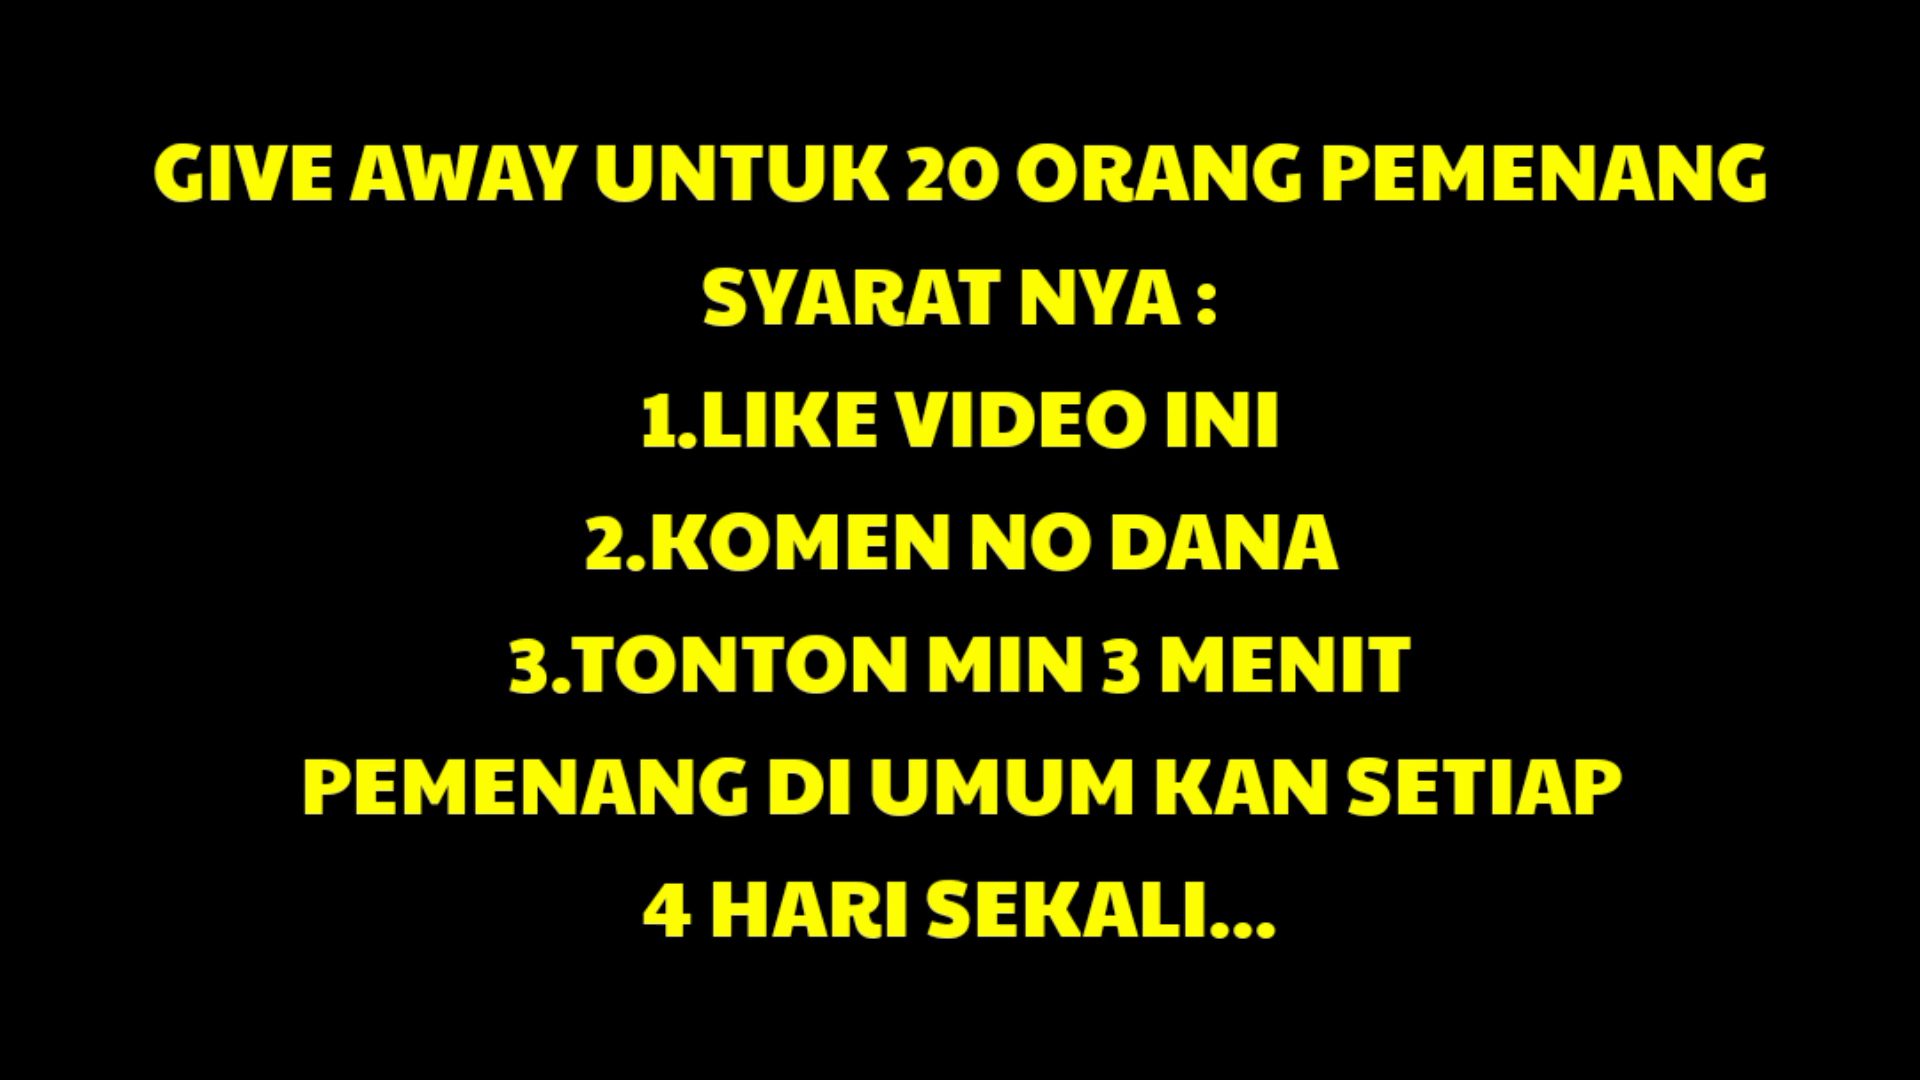 GIVE AWAY UNTUK 20 ORANG PEMENANG
SYARAT NYA :
1.LIKE VIDEO INI
2.KOMEN NO DANA
3.TONTON MIN 3 MENIT
PEMENANG DI UMUM KAN SETIAP
4 HARI SEKALI...